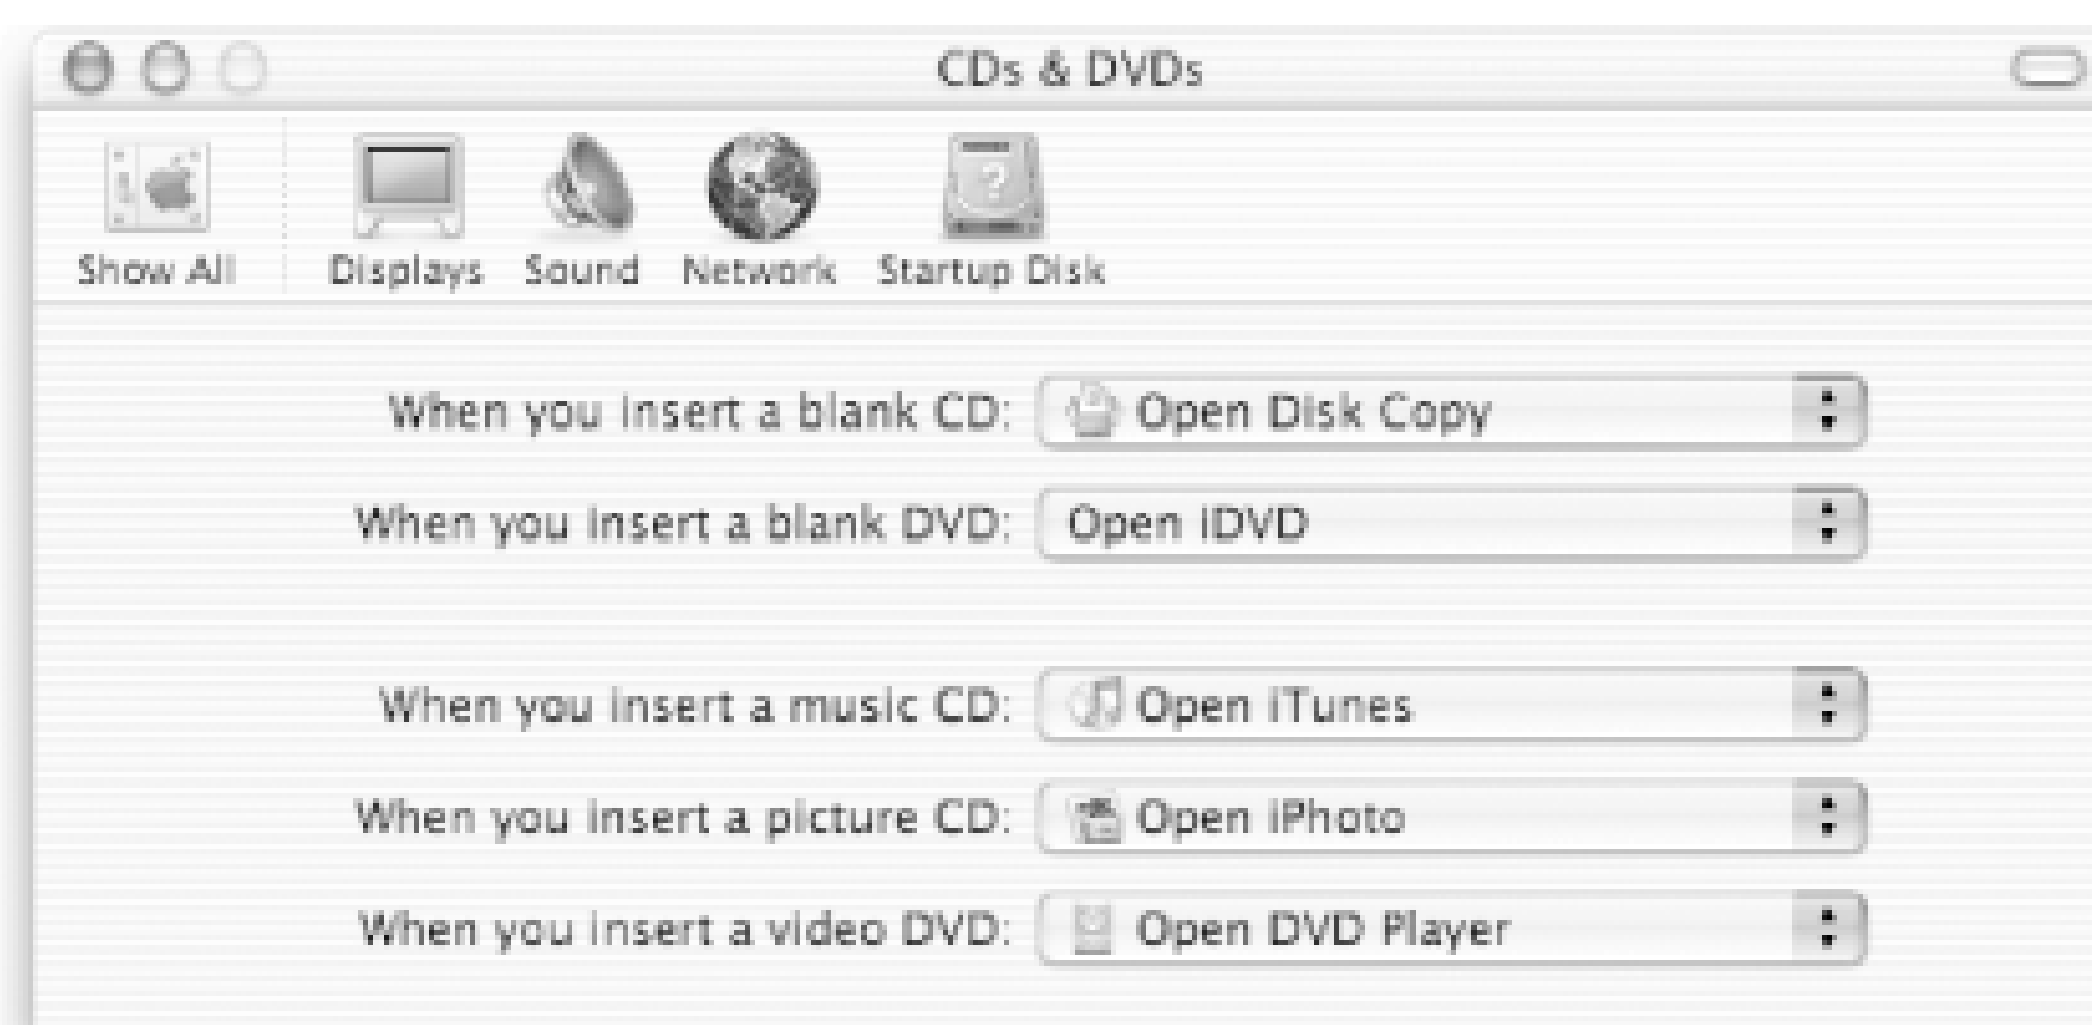 CDs & DVDs
Show All Displays Sound Network Startup Disk
When you insert a blank CD: Open Disk Copy
When you insert a blank DVD: Open iDVD
When you insert a music CD: Open iTunes
When you insert a picture CD: Open iPhoto
When you insert a video DVD: Open DVD Player